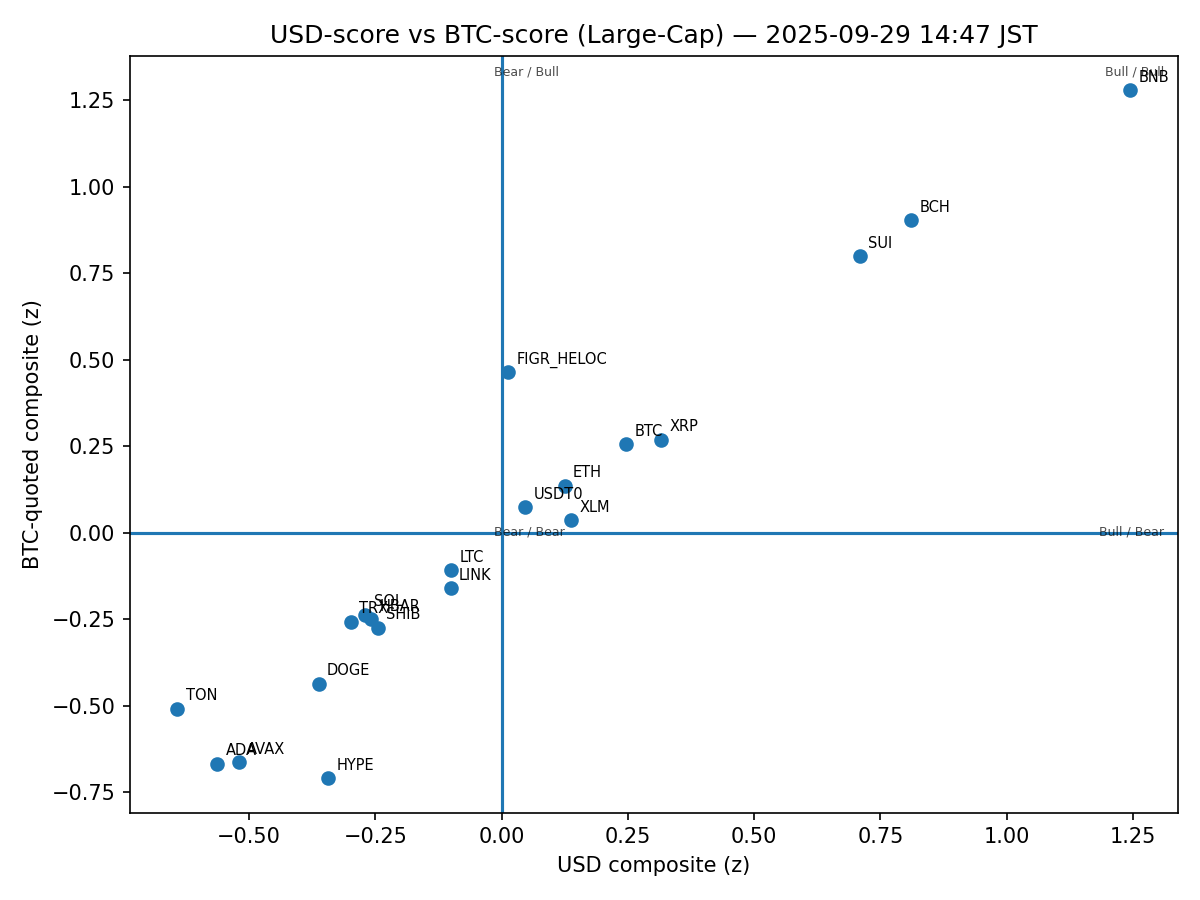 USD-score vs BTC-score (Large-Cap) — 2025-09-29 14:47 JST
Bear / Bull
Bull / Bull
BNB
1.25
1.00
BCH
SUI
0.75
FIGR_HELOC
0.50
XRP
BTC
0.25
ETH
USDT0
XLM
0.00
Bear / Bear
Bull / Bear
LTC
LINK
SOL
HBAR
TRX
SHIB
−0.25
DOGE
TON
−0.50
ADA
AVAX
HYPE
−0.75
−0.50
−0.25
0.00
0.25
0.50
0.75
1.00
1.25
USD composite (z)
BTC-quoted composite (z)